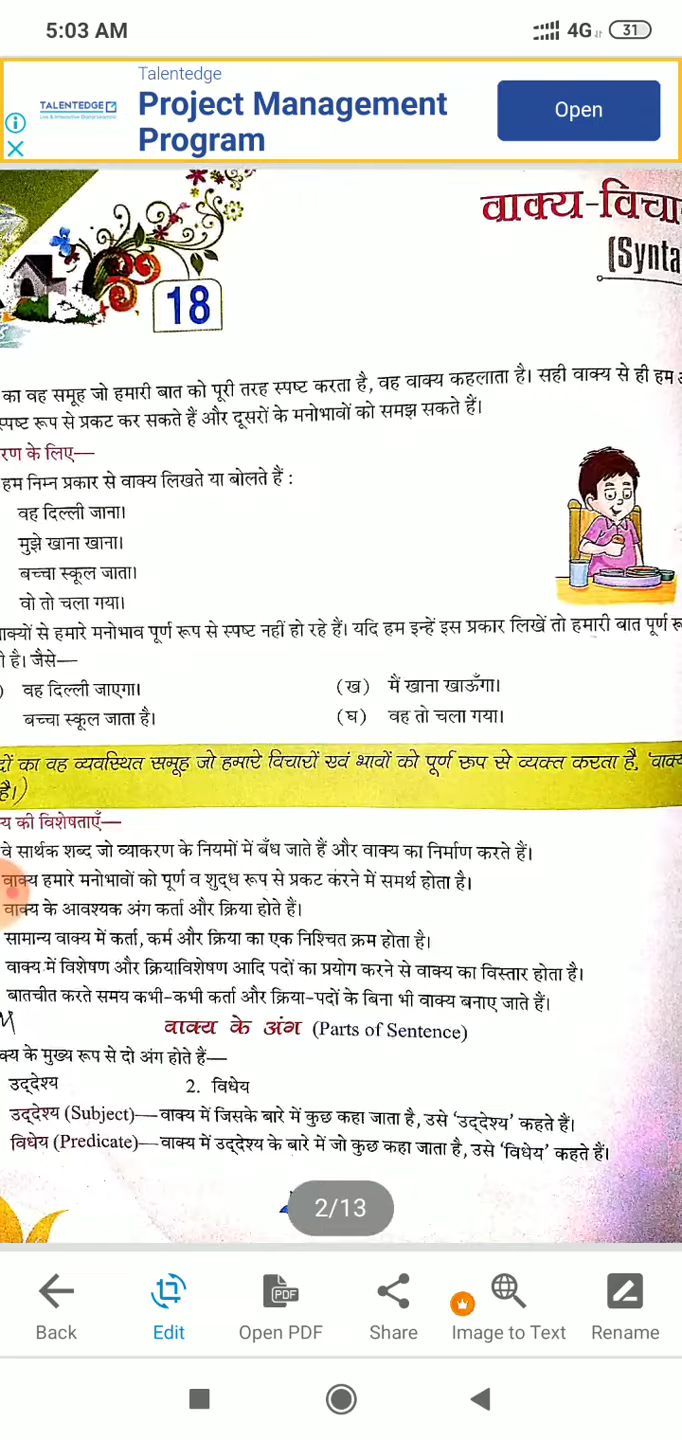 5:03 AM
4G 31
Talentedge
TALENTEDGE
Project Management
Program
Open
वाक्य-विचा
(Synta
18
का वह समूह जो हमारी बात को पूरी तरह स्पष्ट करता है, वह वाक्य कहलाता है। सही वाक्य से ही हम
स्पष्ट रूप से प्रकट कर सकते हैं और दूसरों के मनोभावों को समझ सकते हैं।
रण के लिए—
हम निम्न प्रकार से वाक्य लिखते या बोलते हैं :
वह दिल्ली जाना।
मुझे खाना खाना।
बच्चा स्कूल जाता।
वो तो चला गया।
ाक्यों से हमारे मनोभाव पूर्ण रूप से स्पष्ट नहीं हो रहे हैं। यदि हम इन्हें इस प्रकार लिखें तो हमारी बात पूर्ण रू
ी है। जैसे—
) वह दिल्ली जाएगा। (ख) मैं खाना खाऊँगा।
बच्चा स्कूल जाता है। (घ) वह तो चला गया।
दों का वह व्यवस्थित समूह जो हमारे विचारों एवं भावों को पूर्ण रूप से व्यक्त करता है, 'वाक्
है।)
्य की विशेषताएँ—
वे सार्थक शब्द जो व्याकरण के नियमों में बँध जाते हैं और वाक्य का निर्माण करते हैं।
वाक्य हमारे मनोभावों को पूर्ण व शुद्ध रूप से प्रकट करने में समर्थ होता है।
वाक्य के आवश्यक अंग कर्ता और क्रिया होते हैं।
सामान्य वाक्य में कर्ता, कर्म और क्रिया का एक निश्चित क्रम होता है।
वाक्य में विशेषण और क्रियाविशेषण आदि पदों का प्रयोग करने से वाक्य का विस्तार होता है।
बातचीत करते समय कभी-कभी कर्ता और क्रिया-पदों के बिना भी वाक्य बनाए जाते हैं।
वाक्य के अंग (Parts of Sentence)
क्य के मुख्य रूप से दो अंग होते हैं—
उद्देश्य 2. विधेय
उद्देश्य (Subject)—वाक्य में जिसके बारे में कुछ कहा जाता है, उसे 'उद्देश्य' कहते हैं।
विधेय (Predicate)—वाक्य में उद्देश्य के बारे में जो कुछ कहा जाता है, उसे 'विधेय' कहते हैं।
2/13
PDF
Back Edit Open PDF Share Image to Text Rename